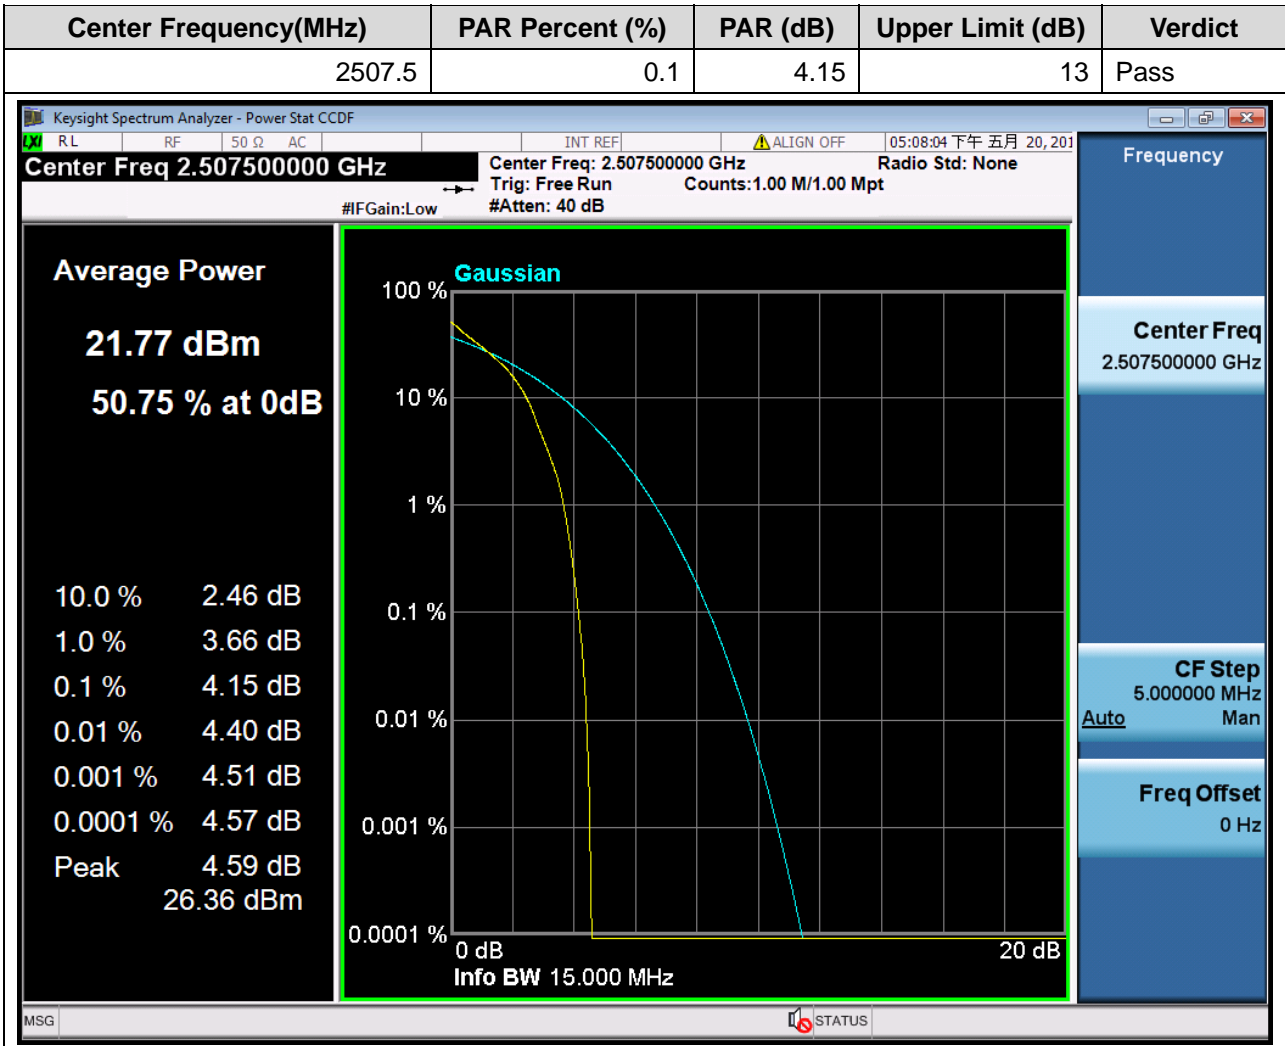 Center Frequency(MHz) PAR Percent (%) PAR (dB) Upper Limit (dB) Verdict
2507.5 0.1 4.15 13 Pass
Keysight Spectrum Analyzer - Power Stat CCDF
LXI RL RF 50 Ω AC INT REF ALIGN OFF 05:08:04 下午 五月 20, 201
Center Freq 2.507500000 GHz
Center Freq: 2.507500000 GHz Radio Std: None
Trig: Free Run Counts:1.00 M/1.00 Mpt
#IFGain:Low #Atten: 40 dB
Frequency
Average Power
21.77 dBm
50.75 % at 0dB
10.0 % 2.46 dB
1.0 % 3.66 dB
0.1 % 4.15 dB
0.01 % 4.40 dB
0.001 % 4.51 dB
0.0001 % 4.57 dB
Peak 4.59 dB
26.36 dBm
Gaussian
100 %
10 %
1 %
0.1 %
0.01 %
0.001 %
0.0001 %
0 dB 20 dB
Info BW 15.000 MHz
Center Freq
2.507500000 GHz
CF Step
5.000000 MHz
Auto Man
Freq Offset
0 Hz
MSG STATUS